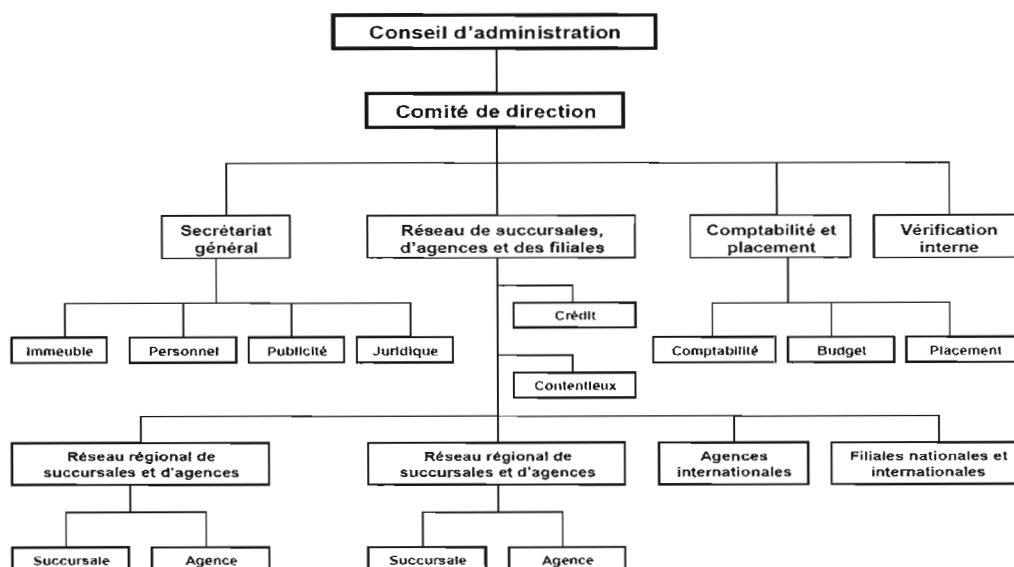 Conseil d'administration
Comité de direction
Secrétariat
général
Réseau de succursales,
d'agences et des filiales
Comptabilité et
placement
Vérification
interne
Crédit
Immeuble
Personnel
Publicité
Juridique
Comptabilité
Budget
Placement
Contentieux
Réseau régional de
succursales et d'agences
Réseau régional de
succursales et d'agences
Agences
internationales
Filiales nationales et
internationales
Succursale
Agence
Succursale
Agence